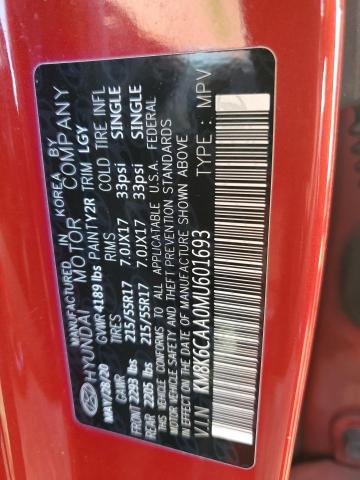 MANUFACTURED IN KOREA BY
HYUNDAI MOTOR COMPANY
MAY/28/20 GVWR 4189 lbs PAINT Y2R TRIM LGY
GAWR TIRES RIMS COLD TIRE INFL
FRONT 2293 lbs 215/55R17 7.0JX17 33psi SINGLE
REAR 2205 lbs 215/55R17 7.0JX17 33psi SINGLE
THIS VEHICLE CONFORMS TO ALL APPLICABLE U.S.A. FEDERAL
MOTOR VEHICLE SAFETY, BUMPER, AND THEFT PREVENTION STANDARDS
IN EFFECT ON THE DATE OF MANUFACTURE SHOWN ABOVE
V.I.N KM8K6CAA0MU601693 TYPE : MPV